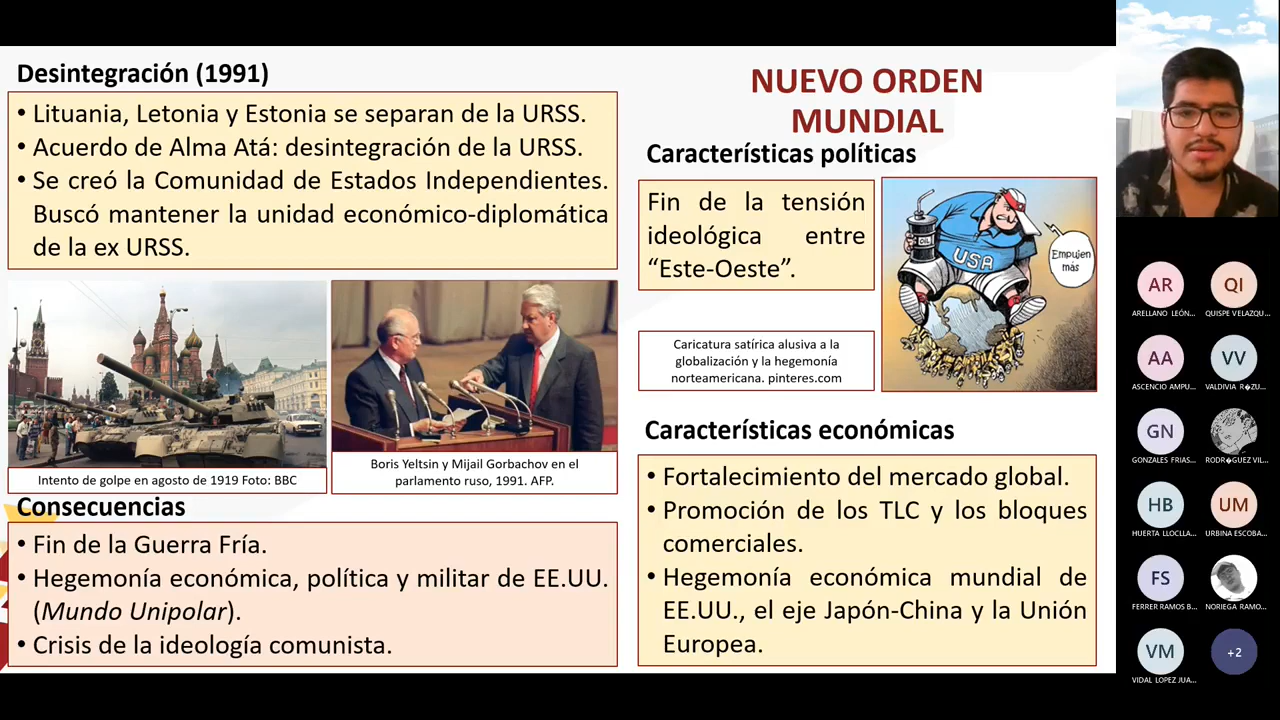 Desintegración (1991)
• Lituania, Letonia y Estonia se separan de la URSS.
• Acuerdo de Alma Atá: desintegración de la URSS.
• Se creó la Comunidad de Estados Independientes.
Buscó mantener la unidad económico-diplomática
de la ex URSS.
Intento de golpe en agosto de 1919 Foto: BBC
Boris Yeltsin y Mijail Gorbachov en el
parlamento ruso, 1991. AFP.
Consecuencias
• Fin de la Guerra Fría.
• Hegemonía económica, política y militar de EE.UU.
(Mundo Unipolar).
• Crisis de la ideología comunista.
NUEVO ORDEN
MUNDIAL
Características políticas
Fin de la tensión
ideológica entre
“Este-Oeste”.
OIL
USA
Empujen
más
Caricatura satírica alusiva a la
globalización y la hegemonía
norteamericana. pinteres.com
Características económicas
• Fortalecimiento del mercado global.
• Promoción de los TLC y los bloques
comerciales.
• Hegemonía económica mundial de
EE.UU., el eje Japón-China y la Unión
Europea.
AR
QI
ARELLANO LEÓN...
QUISPE VELAZQU...
AA
VV
ASCENCIO AMPU...
VALDIVIA R�ZU...
GN
GONZALES FRIAS...
RODR�GUEZ VIL...
HB
UM
HUERTA LLOCLLA...
URBINA ESCOBA...
FS
FERRER RAMOS B...
NORIEGA RAMO...
VM
+2
VIDAL LOPEZ JUA...